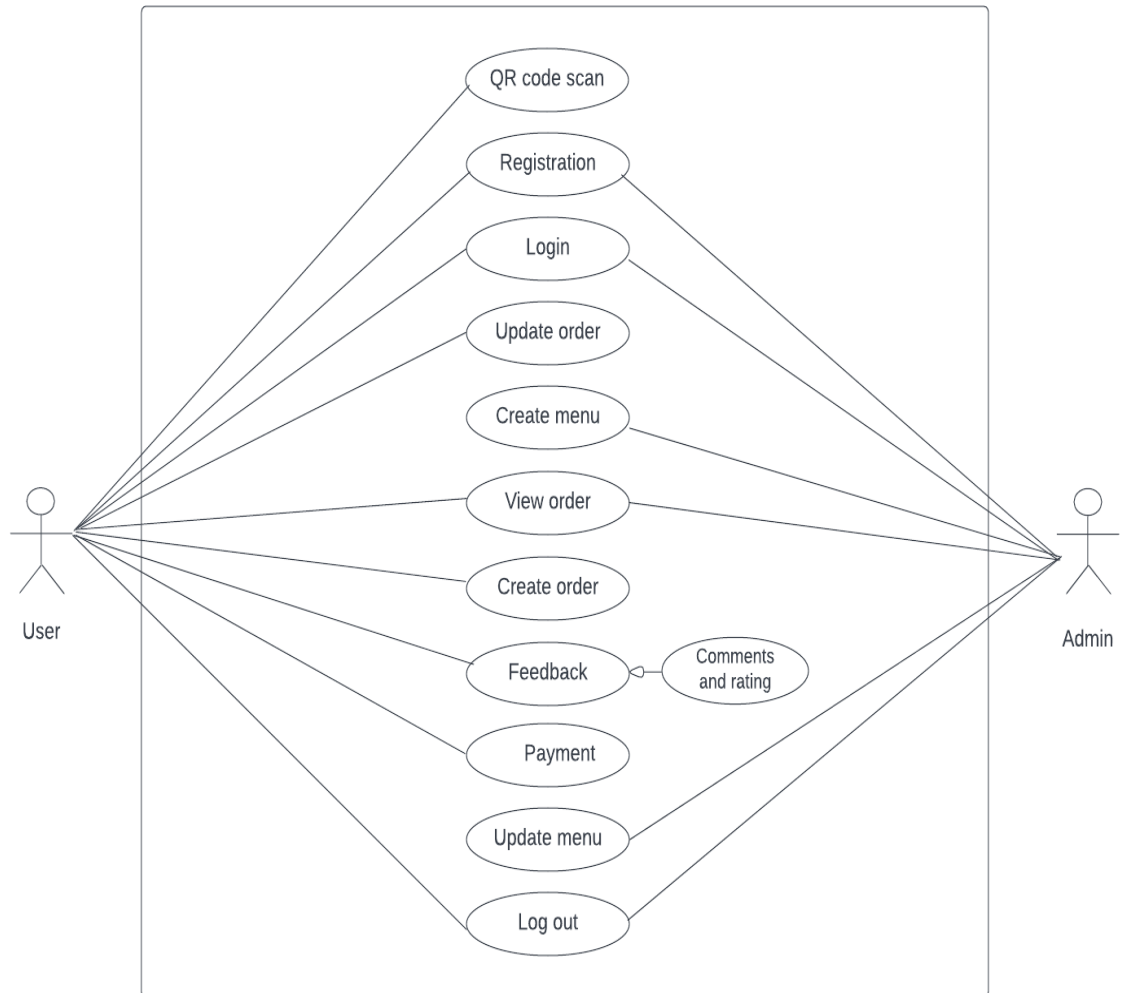 QR code scan
Registration
Login
Update order
Create menu
View order
Create order
Feedback
Comments
and rating
Payment
Update menu
Log out
User
Admin